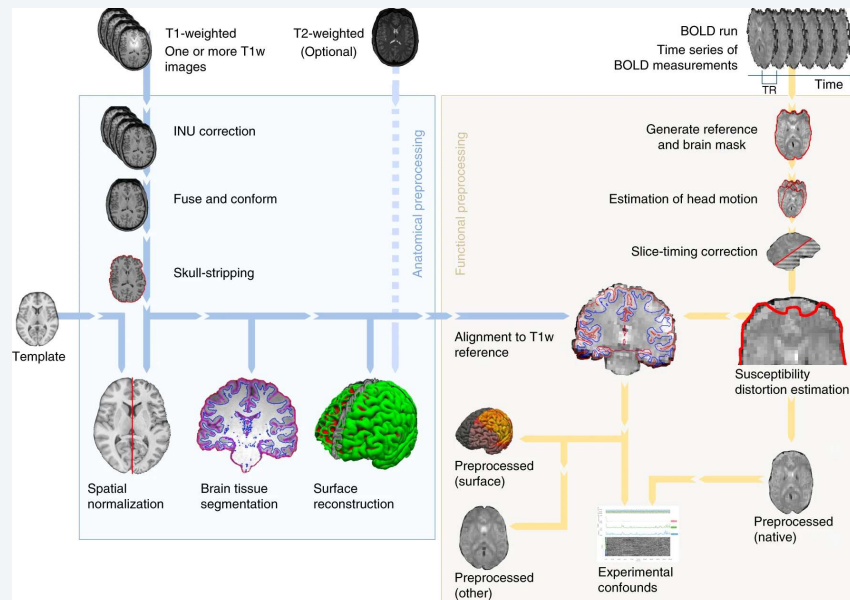 T1-weighted
One or more T1w
images
T2-weighted
(Optional)
BOLD run
Time series of
BOLD measurements
TR
Time
INU correction
Fuse and conform
Skull-stripping
Anatomical preprocessing
Functional preprocessing
Generate reference
and brain mask
Estimation of head motion
Slice-timing correction
Template
Alignment to T1w
reference
Susceptibility
distortion estimation
Spatial
normalization
Brain tissue
segmentation
Surface
reconstruction
Preprocessed
(surface)
Preprocessed
(other)
Experimental
confounds
Preprocessed
(native)